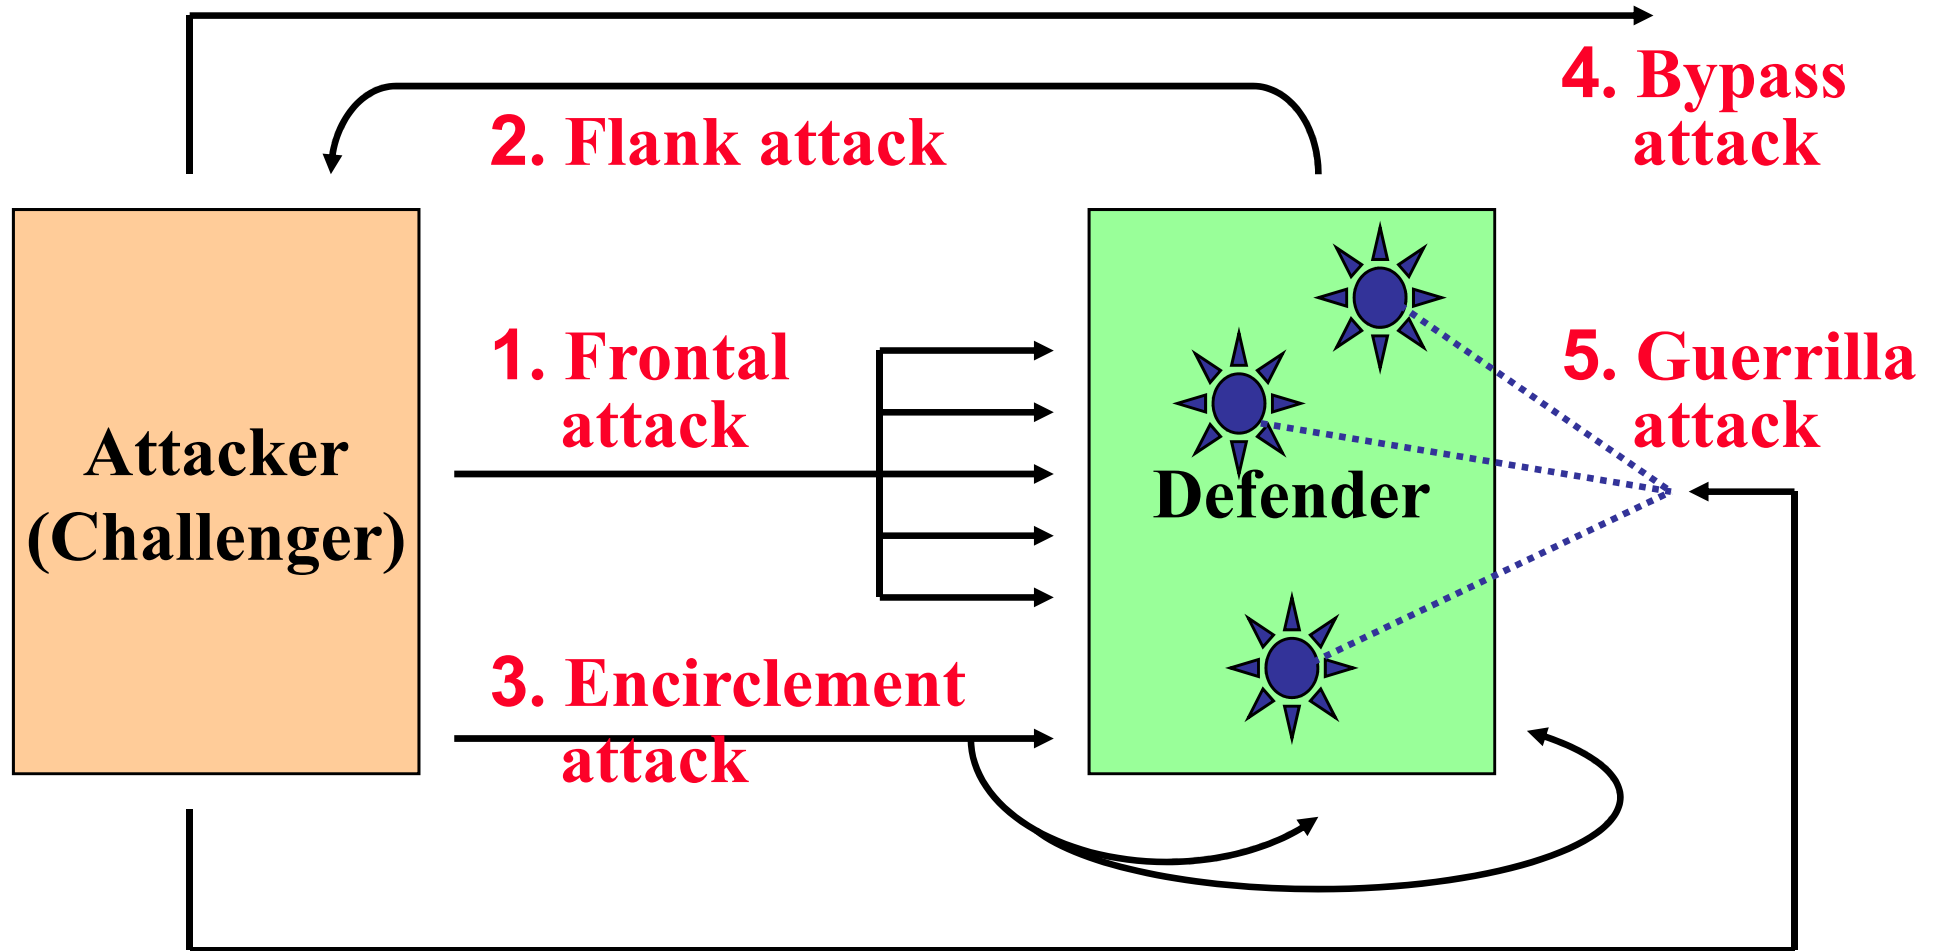 4. Bypass
attack
2. Flank attack
1. Frontal
attack
5. Guerrilla
attack
Attacker
(Challenger)
Defender
3. Encirclement
attack